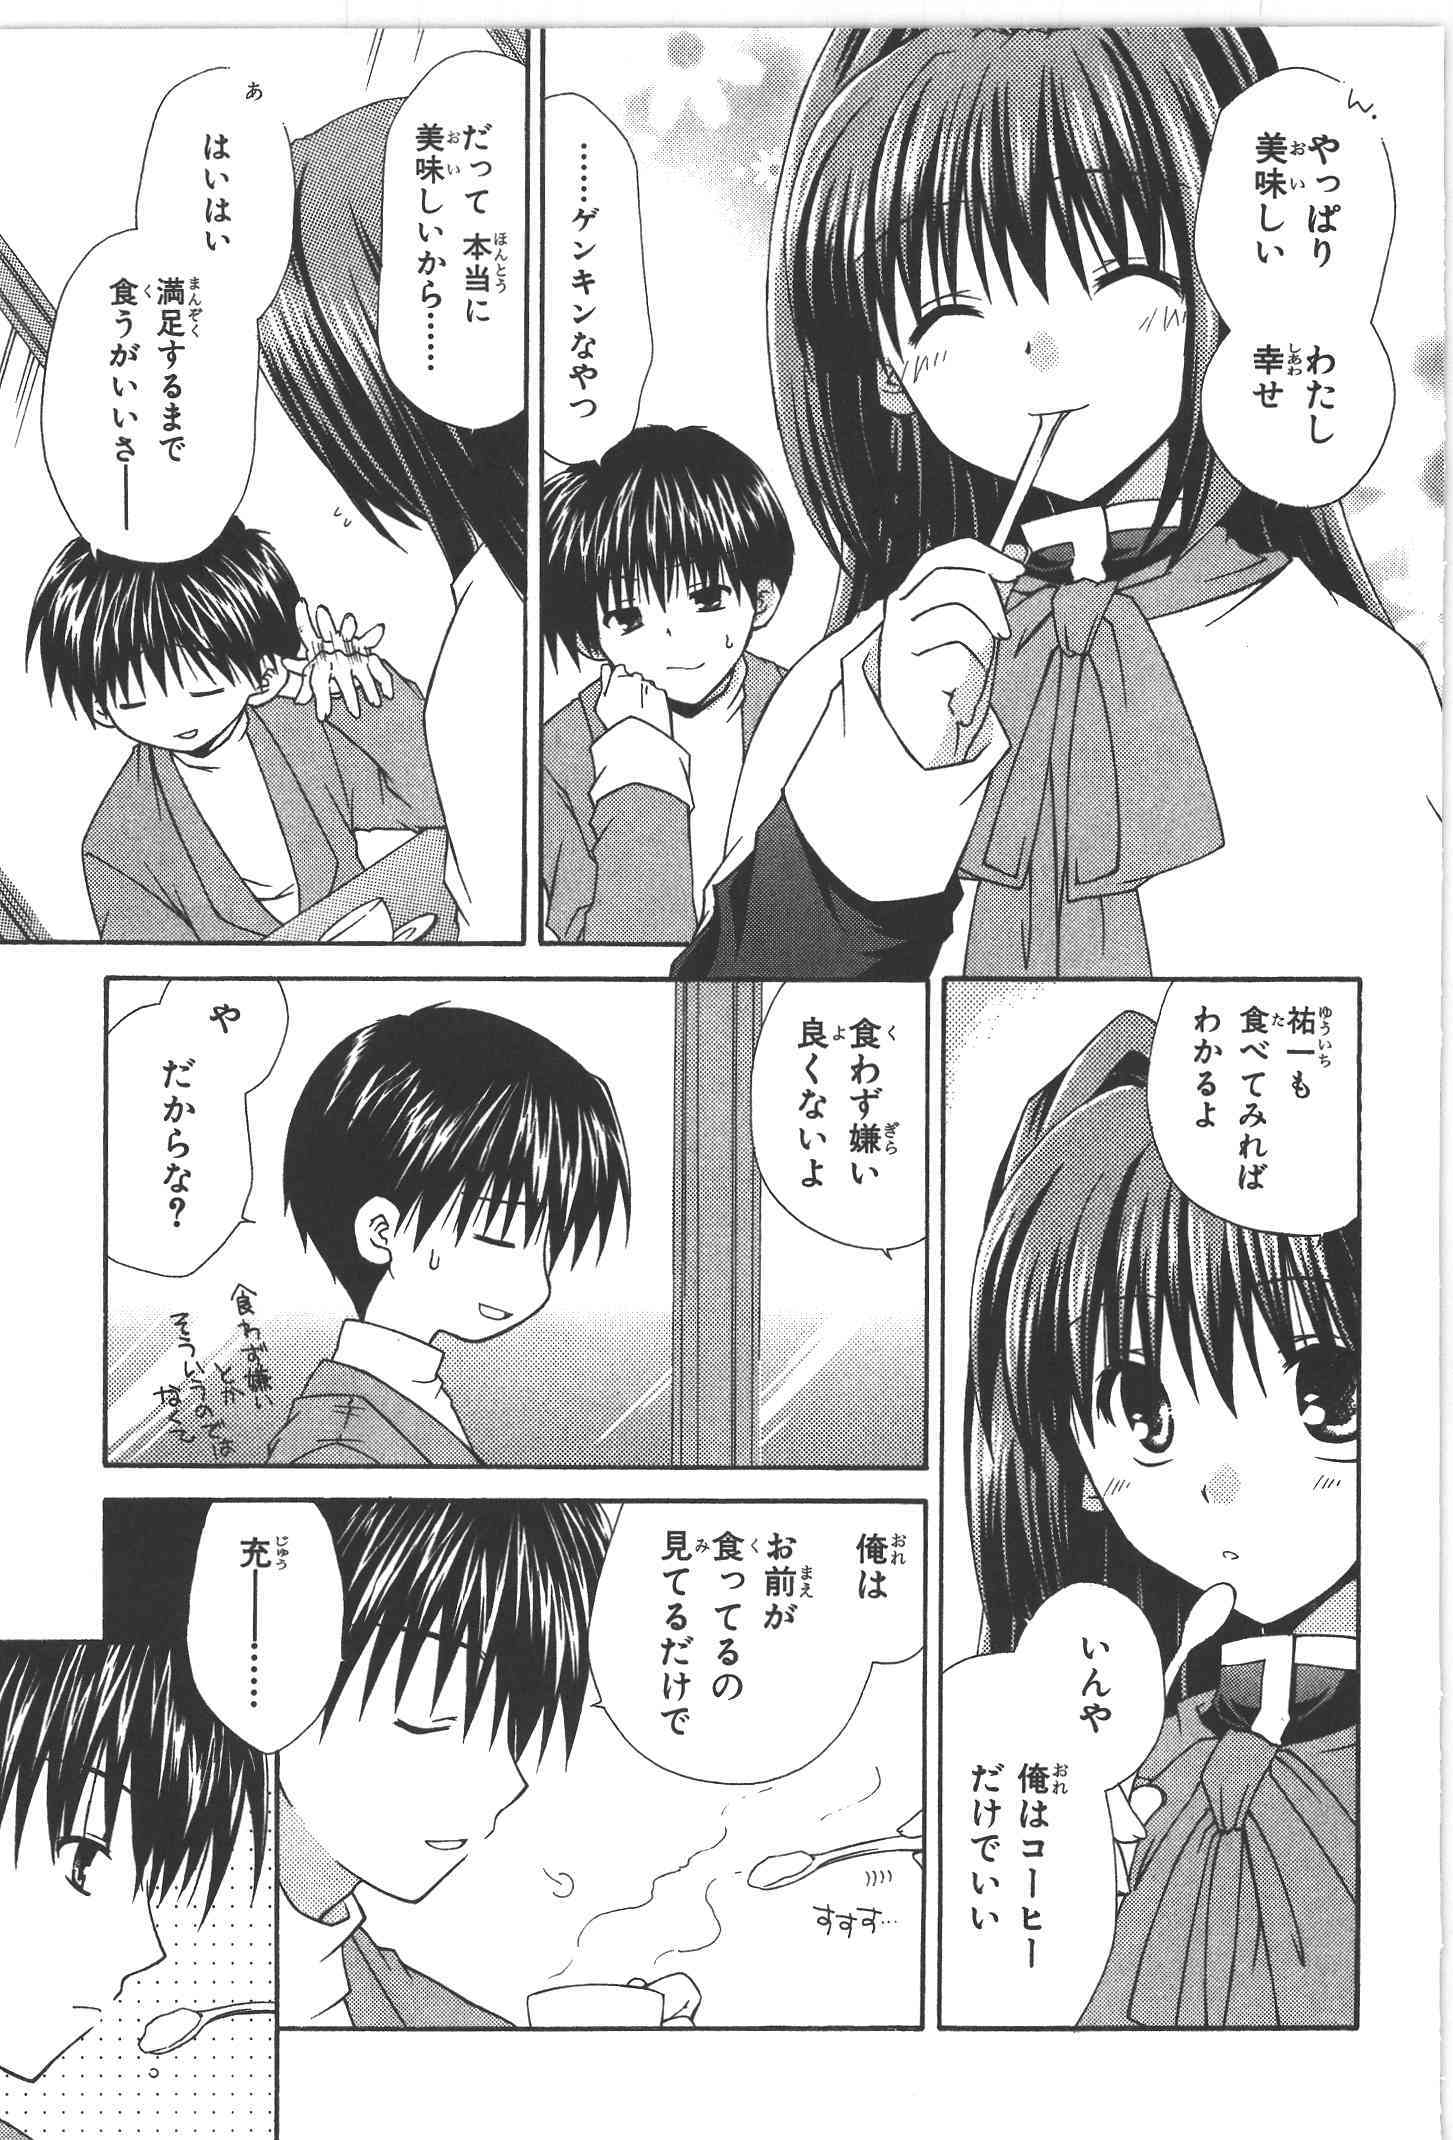 ん.
やっぱり
美味しい
わたし
幸せ
……ゲンキンなやつ
だって 本当に
美味しいから……
あ
はいはい
満足するまで
食うがいいさ――
祐一も
食べてみれば
わかるよ
いんや
俺はコーヒー
だけでいい
食わず嫌い
良くないよ
や
だからな?
食わず嫌い
とか
そういうのでは
なくて
俺は
お前が
食ってるの
見てるだけで
すすす…
充――……